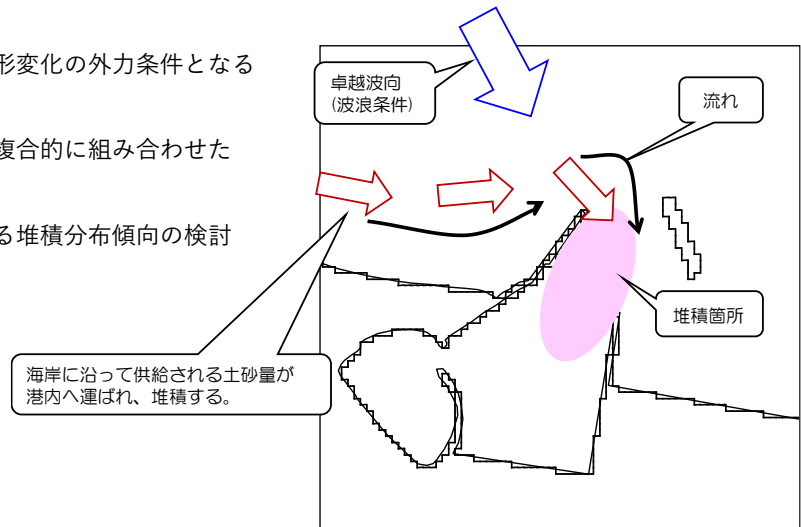 形変化の外力条件となる
卓越波向
(波浪条件)
流れ
複合的に組み合わせた
る堆積分布傾向の検討
堆積箇所
海岸に沿って供給される土砂量が
港内へ運ばれ、堆積する。